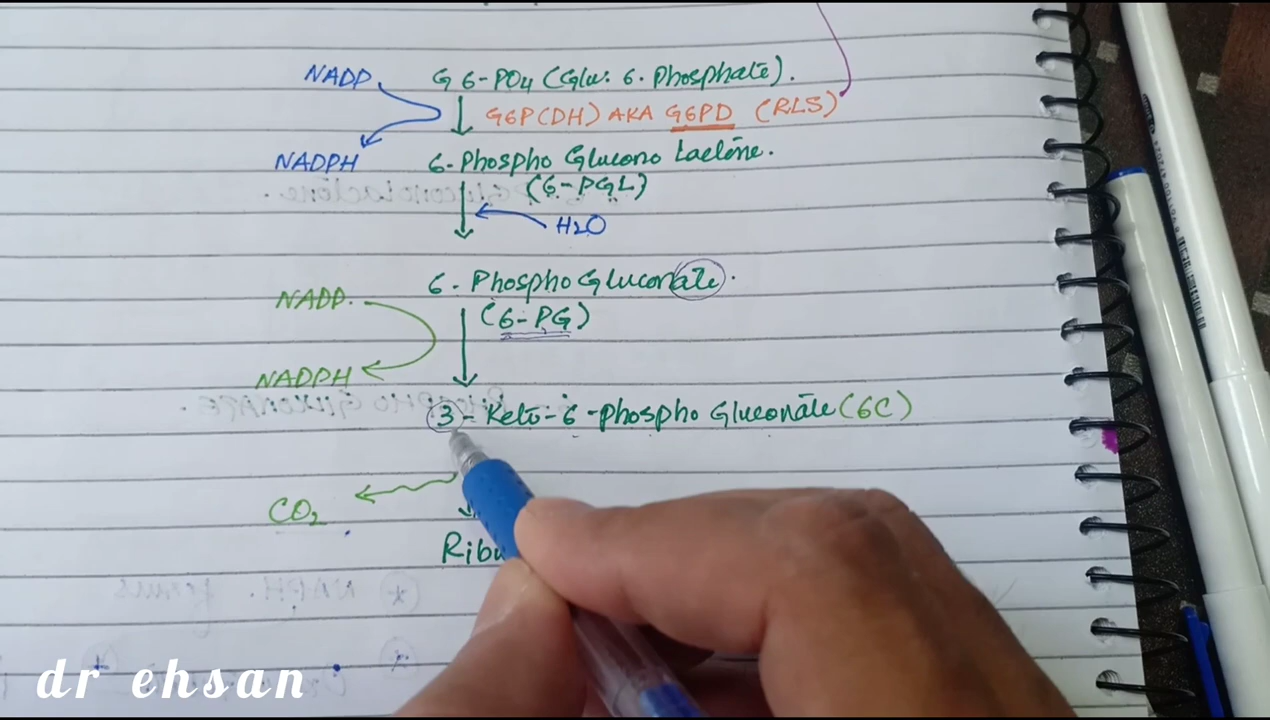 NADP G 6-PO4 (Glu. 6. Phosphate).
G6P(DH) AKA G6PD (RLS)
NADPH 6-Phospho Glucono Lactone.
(6-PGL)
H2O
6. Phospho Gluconate.
NADP. (6-PG)
NADPH
3-Keto-6-phospho Gluconate (6C)
CO2
Ribu
dr ehsan